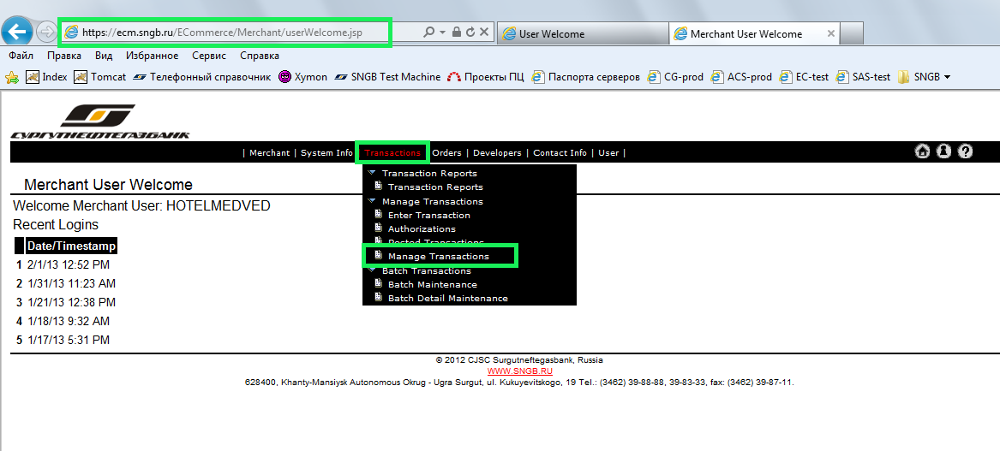 https://ecm.sngb.ru/ECommerce/Merchant/userWelcome.jsp
User Welcome
Merchant User Welcome
Файл Правка Вид Избранное Сервис Справка
Index Tomcat Телефонный справочник Xymon SNGB Test Machine Проекты ПЦ Паспорта серверов CG-prod ACS-prod EC-test SAS-test SNGB
СУРГУТНЕФТЕГАЗБАНК
| Merchant | System Info Transactions Orders | Developers | Contact Info | User |
Transaction Reports
Transaction Reports
Manage Transactions
Enter Transaction
Authorizations
Posted Transactions
Manage Transactions
Batch Transactions
Batch Maintenance
Batch Detail Maintenance
Merchant User Welcome
Welcome Merchant User: HOTELMEDVED
Recent Logins
Date/Timestamp
1 2/1/13 12:52 PM
2 1/31/13 11:23 AM
3 1/21/13 12:38 PM
4 1/18/13 9:32 AM
5 1/17/13 5:31 PM
© 2012 CJSC Surgutneftegasbank, Russia
WWW.SNGB.RU
628400, Khanty-Mansiysk Autonomous Okrug - Ugra Surgut, ul. Kukuyevitskogo, 19 Tel.: (3462) 39-88-88, 39-83-33, fax: (3462) 39-87-11.